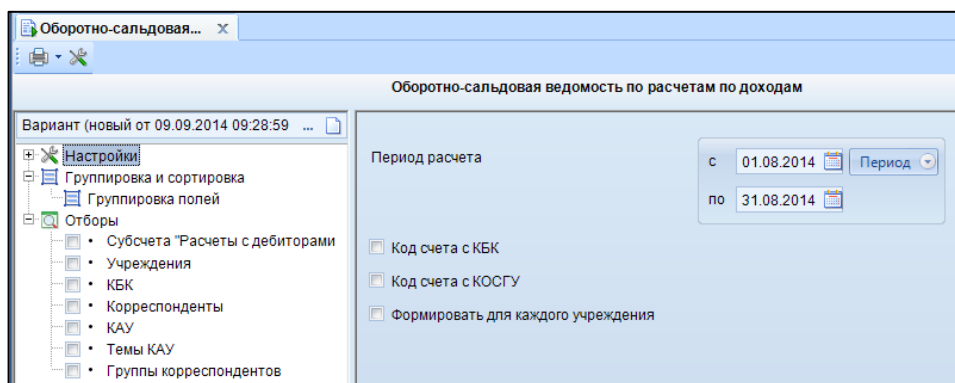 Оборотно-сальдовая... x
Оборотно-сальдовая ведомость по расчетам по доходам
Вариант (новый от 09.09.2014 09:28:59 ...
Настройки
Группировка и сортировка
Группировка полей
Отборы
Субсчета "Расчеты с дебиторами
Учреждения
КБК
Корреспонденты
КАУ
Темы КАУ
Группы корреспондентов
Период расчета
с 01.08.2014 Период
по 31.08.2014
Код счета с КБК
Код счета с КОСГУ
Формировать для каждого учреждения